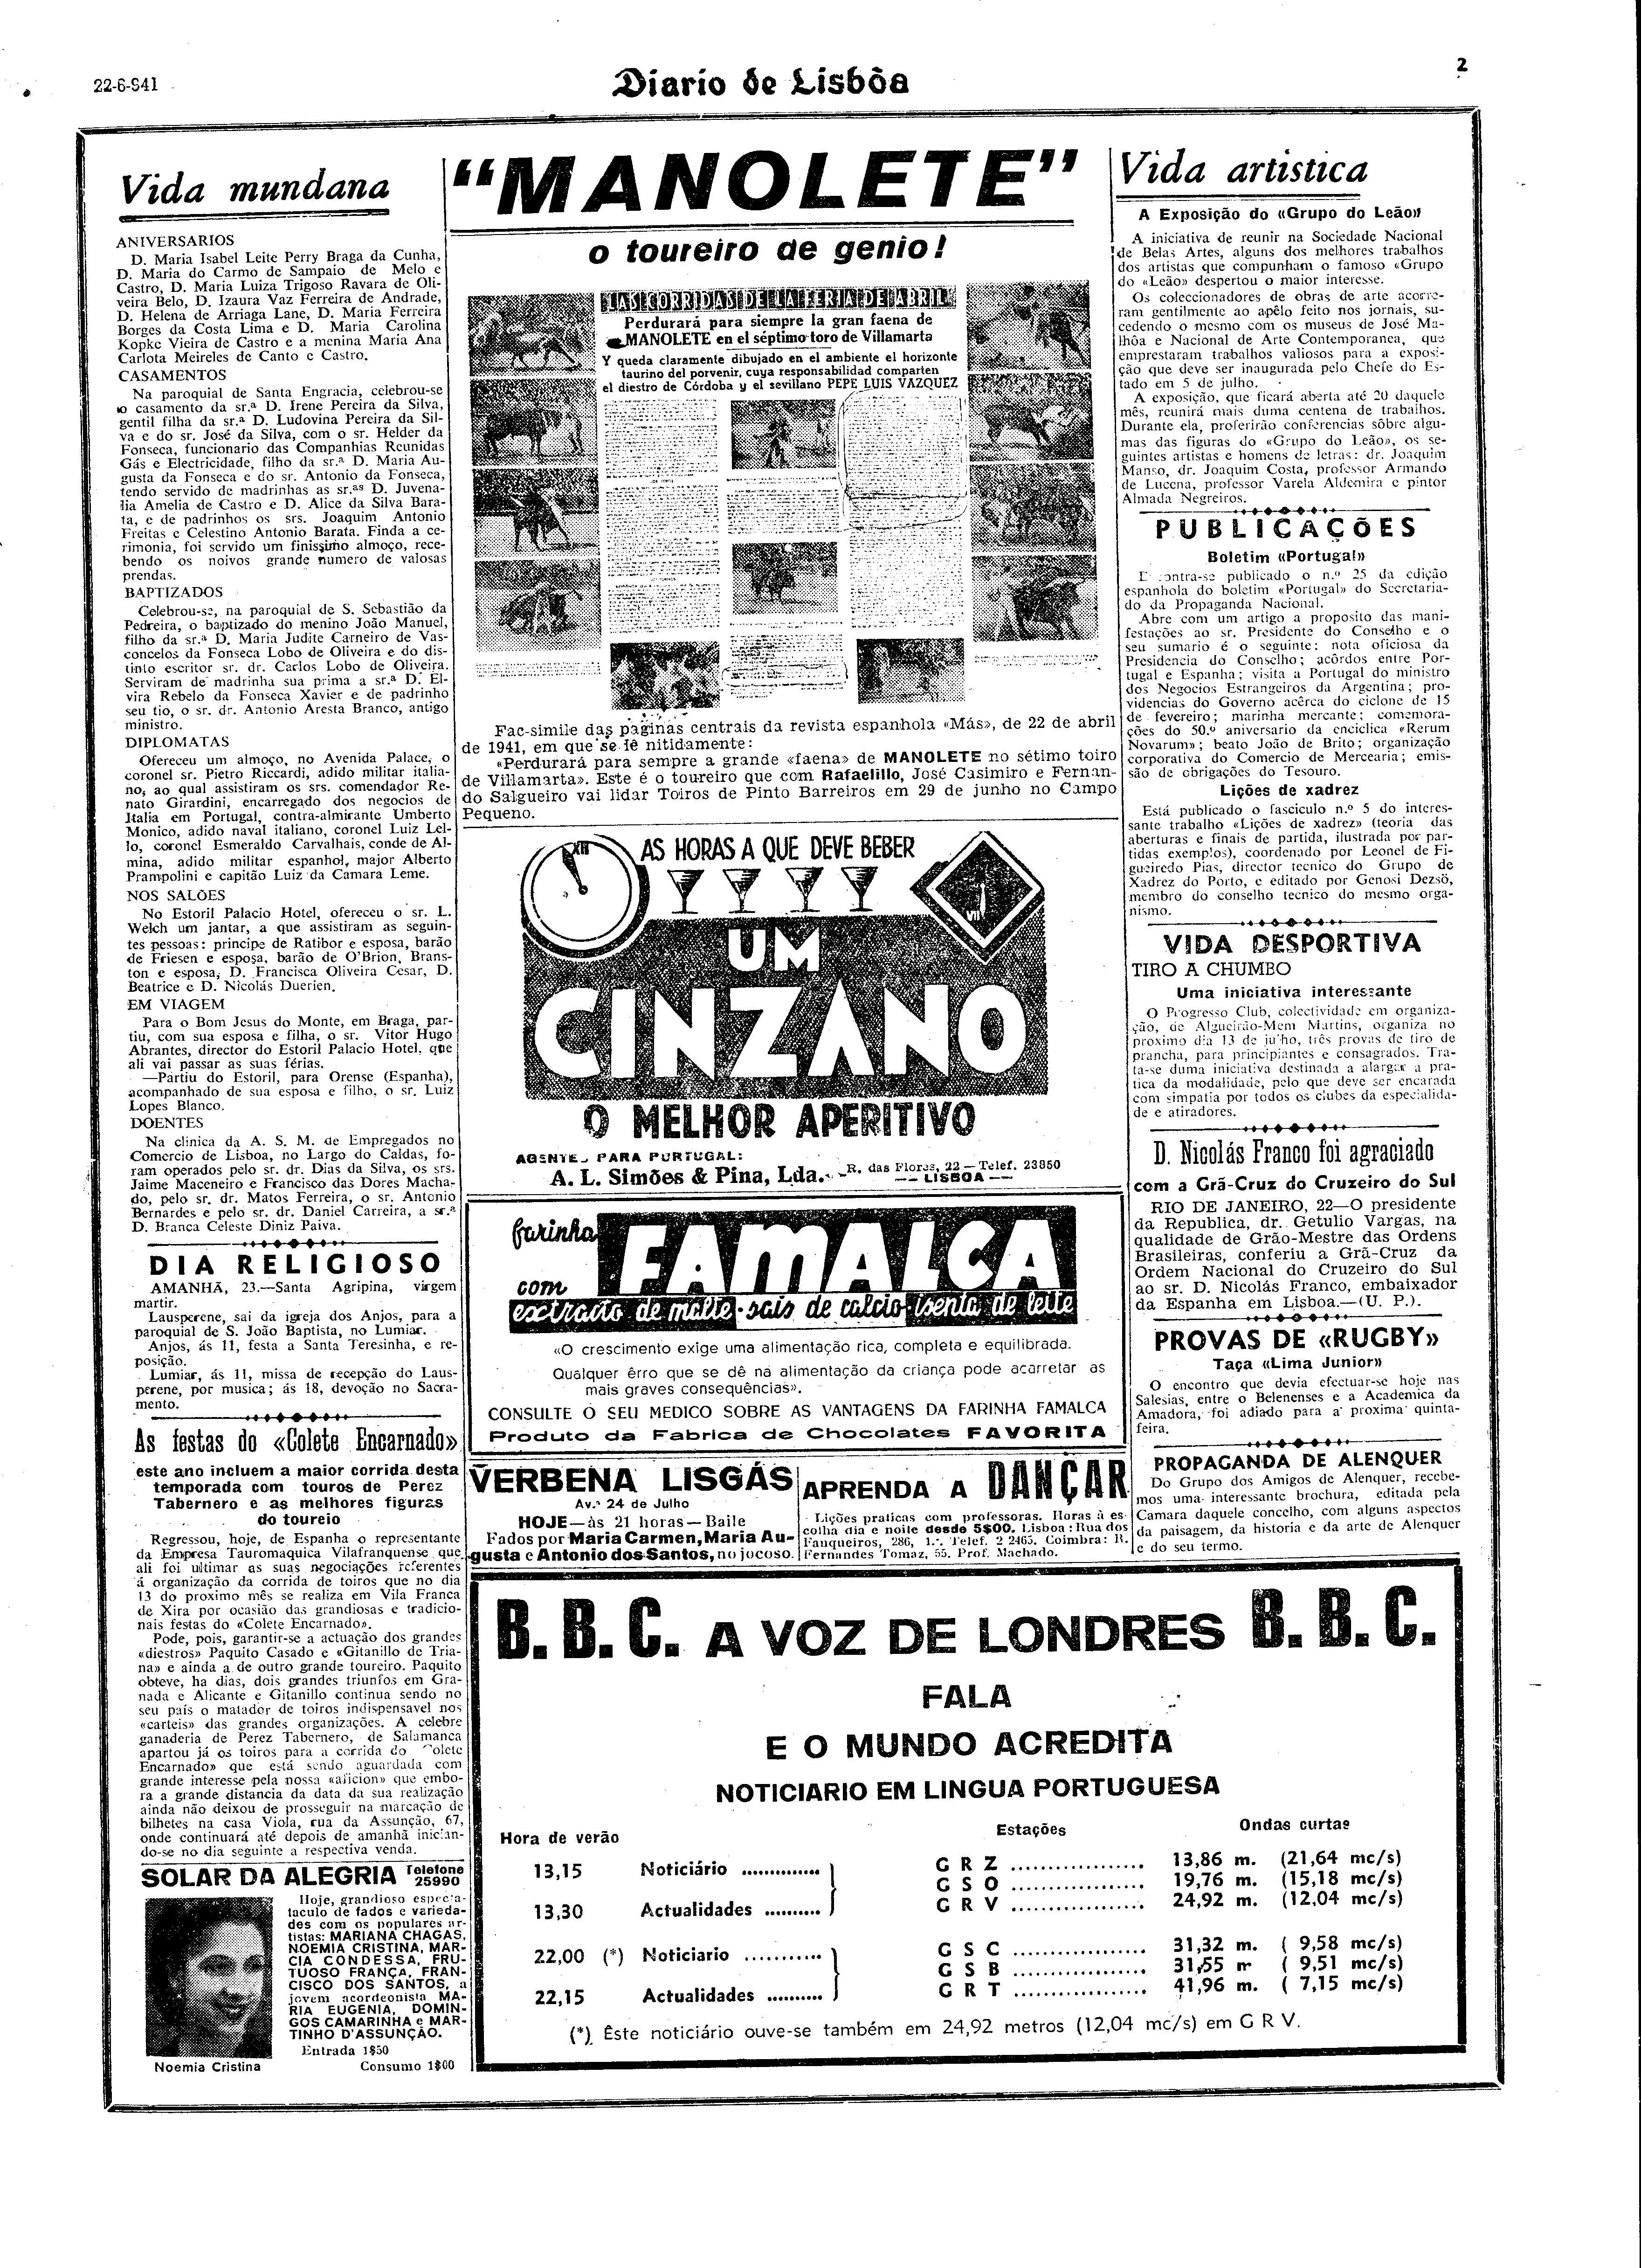 22-6-941
Diario de Lisbôa
2
Vida mundana
ANIVERSARIOS
D. Maria Isabel Leite Perry Braga da Cunha,
D. Maria do Carmo de Sampaio de Melo e
Castro, D. Maria Luiza Trigoso Ravara de Oli-
veira Belo, D. Izaura Vaz Ferreira de Andrade,
D. Helena de Arriaga Lane, D. Maria Ferreira
Borges da Costa Lima e D. Maria Carolina
Kopke Vieira de Castro e a menina Maria Ana
Carlota Meireles de Canto e Castro.
CASAMENTOS
Na paroquial de Santa Engracia, celebrou-se
o casamento da sr.ª D. Irene Pereira da Silva,
gentil filha da sr.ª D. Ludovina Pereira da Sil-
va e do sr. José da Silva, com o sr. Helder da
Fonseca, funcionario das Companhias Reunidas
Gás e Electricidade, filho da sr.ª D. Maria Au-
gusta da Fonseca e do sr. Antonio da Fonseca,
tendo servido de madrinhas as sr.ªˢ D. Juvena-
lia Amelia de Castro e D. Alice da Silva Bara-
ta, e de padrinhos os srs. Joaquim Antonio
Freitas e Celestino Antonio Barata. Finda a ce-
rimonia, foi servido um finissimo almoço, rece-
bendo os noivos grande numero de valosas
prendas.
BAPTIZADOS
Celebrou-se, na paroquial de S. Sebastião da
Pedreira, o baptizado do menino João Manuel,
filho da sr.ª D. Maria Judite Carneiro de Vas-
concelos da Fonseca Lobo de Oliveira e do dis-
tinto escritor sr. dr. Carlos Lobo de Oliveira.
Serviram de madrinha sua prima a sr.ª D. El-
vira Rebelo da Fonseca Xavier e de padrinho
seu tio, o sr. dr. Antonio Aresta Branco, antigo
ministro.
DIPLOMATAS
Ofereceu um almoço, no Avenida Palace, o
coronel sr. Pietro Riccardi, adido militar italia-
no, ao qual assistiram os srs. comendador Re-
nato Girardini, encarregado dos negocios de
Italia em Portugal, contra-almirante Umberto
Monico, adido naval italiano, coronel Luiz Lel-
lo, coronel Esmeraldo Carvalhais, conde de Al-
mina, adido militar espanhol, major Alberto
Prampolini e capitão Luiz da Camara Leme.
NOS SALÕES
No Estoril Palacio Hotel, ofereceu o sr. L.
Welch um jantar, a que assistiram as seguin-
tes pessoas: principe de Ratibor e esposa, barão
de Friesen e esposa, barão de O'Brion, Brans-
ton e esposa, D. Francisca Oliveira Cesar, D.
Beatrice e D. Nicolás Duerien.
EM VIAGEM
Para o Bom Jesus do Monte, em Braga, par-
tiu, com sua esposa e filha, o sr. Vitor Hugo
Abrantes, director do Estoril Palacio Hotel, que
ali vai passar as suas férias.
—Partiu do Estoril, para Orense (Espanha),
acompanhado de sua esposa e filho, o sr. Luiz
Lopes Blanco.
DOENTES
Na clinica da A. S. M. de Empregados no
Comercio de Lisboa, no Largo do Caldas, fo-
ram operados pelo sr. dr. Dias da Silva, os srs.
Jaime Maceneiro e Francisco das Dores Macha-
do, pelo sr. dr. Matos Ferreira, o sr. Antonio
Bernardes e pelo sr. dr. Daniel Carreira, a sr.ª
D. Branca Celeste Diniz Paiva.
DIA RELIGIOSO
AMANHÃ, 23.—Santa Agripina, virgem
martir.
Lausperene, sai da igreja dos Anjos, para a
paroquial de S. João Baptista, no Lumiar.
Anjos, ás 11, festa a Santa Teresinha, e re-
posição.
Lumiar, ás 11, missa de recepção do Laus-
perene, por musica; ás 18, devoção no Sacra-
mento.
As festas do «Colete Encarnado»
este ano incluem a maior corrida desta
temporada com touros de Perez
Tabernero e as melhores figuras
do toureio
Regressou, hoje, de Espanha o representante
da Empresa Tauromaquica Vilafranquense que
ali foi ultimar as suas negociações referentes
á organização da corrida de toiros que no dia
13 do proximo mês se realiza em Vila Franca
de Xira por ocasião das grandiosas e tradicio-
nais festas do «Colete Encarnado».
Pode, pois, garantir-se a actuação dos grandes
«diestros» Paquito Casado e «Gitanillo de Tria-
na» e ainda a de outro grande toureiro. Paquito
obteve, ha dias, dois grandes triunfos em Gra-
nada e Alicante e Gitanillo continua sendo no
seu país o matador de toiros indispensavel nos
«carteis» das grandes organizações. A celebre
ganaderia de Perez Tabernero, de Salamanca
apartou já os toiros para a corrida do olete
Encarnado» que está sendo aguardada com
grande interesse pela nossa «aficion» que embo-
ra a grande distancia da data da sua realização
ainda não deixou de prosseguir na marcação de
bilhetes na casa Viola, rua da Assunção, 67,
onde continuará até depois de amanhã inician-
do-se no dia seguinte a respectiva venda.
SOLAR DA ALEGRIA Telefone
25990
Hoje, grandioso especta-
taculo de fados e varieda-
des com os populares ar-
tistas: MARIANA CHAGAS,
NOEMIA CRISTINA, MAR-
CIA CONDESSA, FRU-
TUOSO FRANÇA, FRAN-
CISCO DOS SANTOS, a
jovem acordeonista MA-
RIA EUGENIA, DOMIN-
GOS CAMARINHA e MAR-
TINHO D'ASSUNÇÃO.
Entrada 1$50
Noemia Cristina
Consumo 1$00
“MANOLETE”
o toureiro de genio!
LAS CORRIDAS DE LA FERIA DE ABRIL
Perdurará para siempre la gran faena de
MANOLETE en el séptimo toro de Villamarta
Y queda claramente dibujado en el ambiente el horizonte
taurino del porvenir, cuya responsabilidad comparten
el diestro de Córdoba y el sevillano PEPE LUIS VAZQUEZ
Fac-simile das paginas centrais da revista espanhola «Más», de 22 de abril
de 1941, em que se lê nitidamente:
«Perdurará para sempre a grande «faena» de MANOLETE no sétimo toiro
de Villamarta». Este é o toureiro que com Rafaelillo, José Casimiro e Fernan-
do Salgueiro vai lidar Toiros de Pinto Barreiros em 29 de junho no Campo
Pequeno.
AS HORAS A QUE DEVE BEBER
XII
VII
UM
CINZANO
O MELHOR APERITIVO
AGENTE PARA PORTUGAL:
A. L. Simões & Pina, Lda. - R. das Flores, 22 — Telef. 23850
— LISBOA —
farinha FAMALCA
com
extracto de malte-sais de calcio-isenta de leite
«O crescimento exige uma alimentação rica, completa e equilibrada.
Qualquer êrro que se dê na alimentação da criança pode acarretar as
mais graves consequências».
CONSULTE O SEU MEDICO SOBRE AS VANTAGENS DA FARINHA FAMALCA
Produto da Fabrica de Chocolates FAVORITA
VERBENA LISGÁS
Av.ª 24 de Julho
HOJE—às 21 horas—Baile
Fados por Maria Carmen, Maria Au-
gusta e Antonio dos Santos, no jocoso.
APRENDA A DANÇAR
Lições praticas com professoras. Horas à es-
colha dia e noite desde 5$00. Lisboa: Rua dos
Fauqueiros, 286, 1.º. Telef. 2 2465. Coimbra: R.
Fernandes Tomaz, 55. Prof. Machado.
Vida artistica
A Exposição do «Grupo do Leão»
A iniciativa de reunir na Sociedade Nacional
de Belas Artes, alguns dos melhores trabalhos
dos artistas que compunham o famoso «Grupo
do «Leão» despertou o maior interesse.
Os coleccionadores de obras de arte acorre-
ram gentilmente ao apêlo feito nos jornais, su-
cedendo o mesmo com os museus de José Ma-
lhôa e Nacional de Arte Contemporanea, que
emprestaram trabalhos valiosos para a exposi-
ção que deve ser inaugurada pelo Chefe do Es-
tado em 5 de julho.
A exposição, que ficará aberta até 20 daquele
mês, reunirá mais duma centena de trabalhos.
Durante ela, proferirão conferencias sôbre algu-
mas das figuras do «Grupo do Leão», os se-
guintes artistas e homens de letras: dr. Joaquim
Manso, dr. Joaquim Costa, professor Armando
de Lucena, professor Varela Aldemira e pintor
Almada Negreiros.
PUBLICAÇÕES
Boletim «Portugal»
E contra-se publicado o n.º 25 da edição
espanhola do boletim «Portugal» do Secretaria-
do da Propaganda Nacional.
Abre com um artigo a proposito das mani-
festações ao sr. Presidente do Conselho e o
seu sumario é o seguinte: nota oficiosa da
Presidencia do Conselho; acôrdos entre Por-
tugal e Espanha; visita a Portugal do ministro
dos Negocios Estrangeiros da Argentina; pro-
videncias do Governo acêrca do ciclone de 15
de fevereiro; marinha mercante; comemora-
ções do 50.º aniversario da enciclica «Rerum
Novarum»; beato João de Brito; organização
corporativa do Comercio de Mercearia; emis-
são de obrigações do Tesouro.
Lições de xadrez
Está publicado o fasciculo n.º 5 do interes-
sante trabalho «Lições de xadrez» (teoria das
aberturas e finais de partida, ilustrada por par-
tidas exemplos), coordenado por Leonel de Fi-
gueiredo Pias, director tecnico do Grupo de
Xadrez do Porto, e editado por Genosi Dezsö,
membro do conselho tecnico do mesmo orga-
nismo.
VIDA DESPORTIVA
TIRO A CHUMBO
Uma iniciativa interessante
O Progresso Club, colectividade em organiza-
ção, de Algueirão-Mem Martins, organiza no
proximo dia 13 de julho, três provas de tiro de
prancha, para principiantes e consagrados. Tra-
ta-se duma iniciativa destinada a alargar a pra-
tica da modalidade, pelo que deve ser encarada
com simpatia por todos os clubes da especialida-
de e atiradores.
D. Nicolás Franco foi agraciado
com a Grã-Cruz do Cruzeiro do Sul
RIO DE JANEIRO, 22—O presidente
da Republica, dr. Getulio Vargas, na
qualidade de Grão-Mestre das Ordens
Brasileiras, conferiu a Grã-Cruz da
Ordem Nacional do Cruzeiro do Sul
ao sr. D. Nicolás Franco, embaixador
da Espanha em Lisboa.—(U. P.).
PROVAS DE «RUGBY»
Taça «Lima Junior»
O encontro que devia efectuar-se hoje nas
Salesias, entre o Belenenses e a Academica da
Amadora, foi adiado para a proxima quinta-
feira.
PROPAGANDA DE ALENQUER
Do Grupo dos Amigos de Alenquer, recebe-
mos uma interessante brochura, editada pela
Camara daquele concelho, com alguns aspectos
da paisagem, da historia e da arte de Alenquer
e do seu termo.
B. B. C. A VOZ DE LONDRES B. B. C.
FALA
E O MUNDO ACREDITA
NOTICIARIO EM LINGUA PORTUGUESA
Hora de verão Estações Ondas curtas
13,15 Noticiário .............. G R Z .................. 13,86 m. (21,64 mc/s)
G S O .................. 19,76 m. (15,18 mc/s)
13,30 Actualidades .......... G R V .................. 24,92 m. (12,04 mc/s)
22,00 (*) Noticiario ........... G S C .................. 31,32 m. ( 9,58 mc/s)
G S B .................. 31,55 m ( 9,51 mc/s)
22,15 Actualidades .......... G R T .................. 41,96 m. ( 7,15 mc/s)
(*) Êste noticiário ouve-se também em 24,92 metros (12,04 mc/s) em G R V.